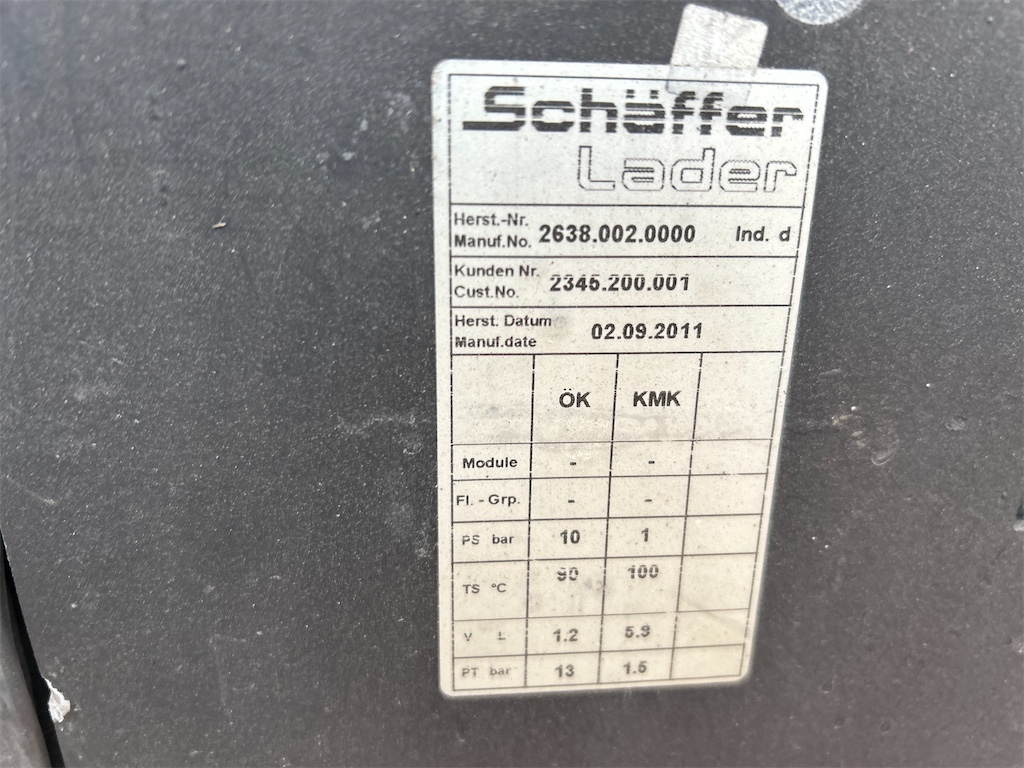 Schäffer
Lader
Herst.-Nr.
Manuf.No. 2638.002.0000 Ind. d
Kunden Nr.
Cust.No. 2345.200.001
Herst. Datum
Manuf.date 02.09.2011
ÖK KMK
Module - -
Fl. - Grp. - -
PS bar 10 1
TS °C 90 100
V L 1.2 5.9
PT bar 13 1.5